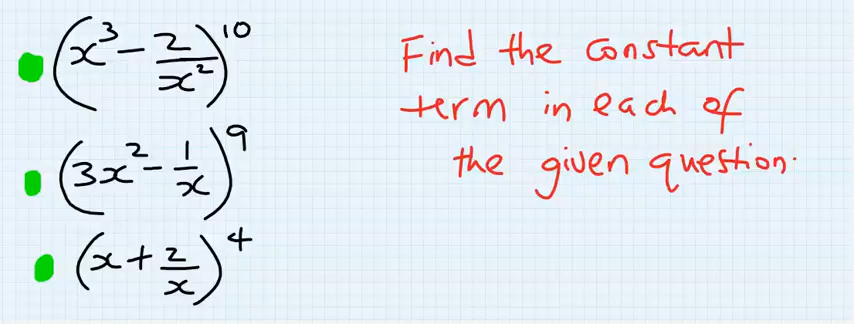 (x³ - 2/x²)¹⁰
(3x² - 1/x)⁹
(x + 2/x)⁴
Find the constant
term in each of
the given question.